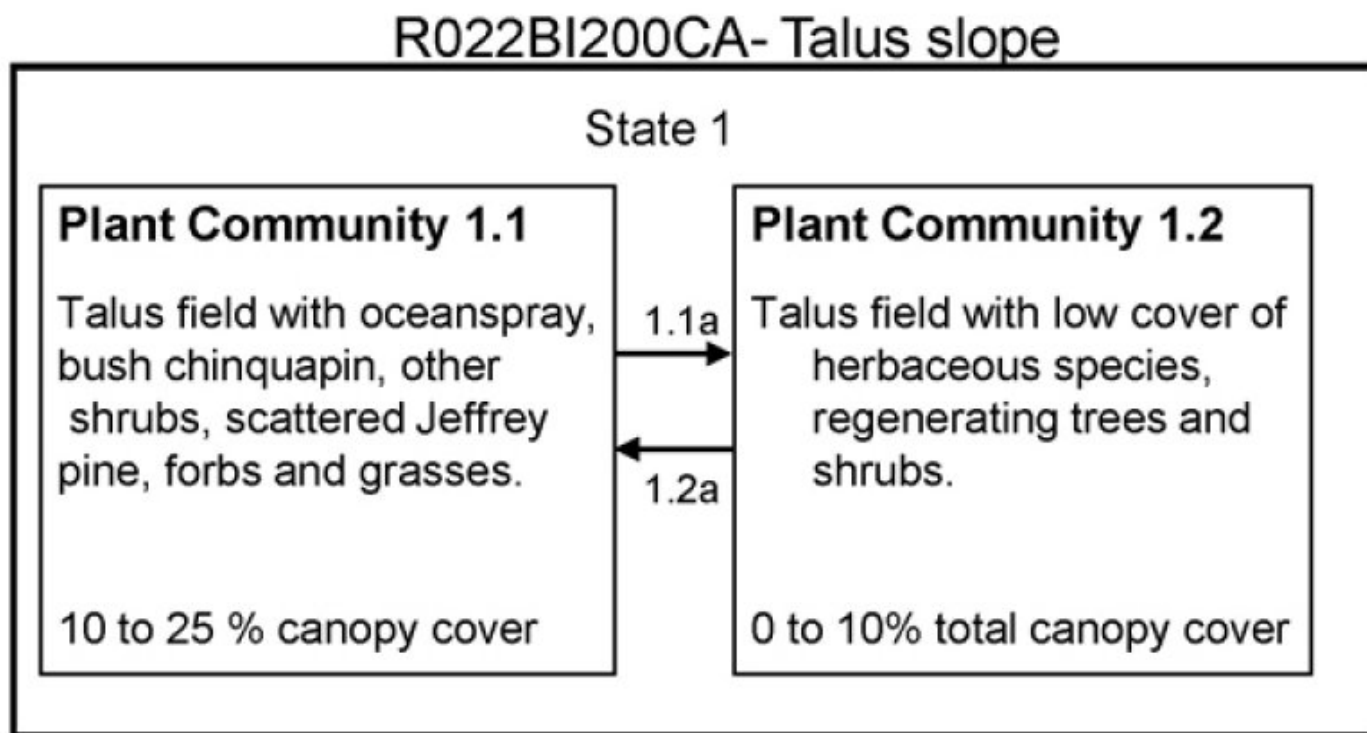 R022BI200CA- Talus slope
State 1
Plant Community 1.1
Talus field with oceanspray,
bush chinquapin, other
shrubs, scattered Jeffrey
pine, forbs and grasses.
10 to 25 % canopy cover
1.1a
1.2a
Plant Community 1.2
Talus field with low cover of
herbaceous species,
regenerating trees and
shrubs.
0 to 10% total canopy cover